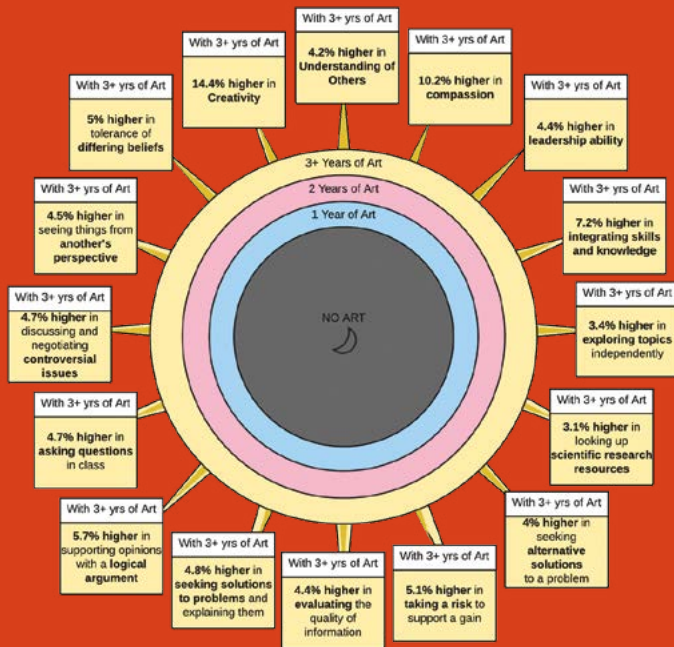 With 3+ yrs of Art
4.2% higher in
Understanding of
Others
With 3+ yrs of Art
10.2% higher in
compassion
With 3+ yrs of Art
4.4% higher in
leadership ability
With 3+ yrs of Art
7.2% higher in
integrating skills
and knowledge
With 3+ yrs of Art
3.4% higher in
exploring topics
independently
With 3+ yrs of Art
3.1% higher in
looking up
scientific research
resources
With 3+ yrs of Art
4% higher in
seeking
alternative
solutions
to a problem
With 3+ yrs of Art
5.1% higher in
taking a risk to
support a gain
With 3+ yrs of Art
4.4% higher in
evaluating the
quality of
information
With 3+ yrs of Art
4.8% higher in
seeking solutions
to problems and
explaining them
With 3+ yrs of Art
5.7% higher in
supporting opinions
with a logical
argument
With 3+ yrs of Art
4.7% higher in
asking questions
in class
With 3+ yrs of Art
4.7% higher in
discussing and
negotiating
controversial
issues
With 3+ yrs of Art
4.5% higher in
seeing things from
another's
perspective
With 3+ yrs of Art
5% higher in
tolerance of
differing beliefs
With 3+ yrs of Art
14.4% higher in
Creativity
3+ Years of Art
2 Years of Art
1 Year of Art
NO ART